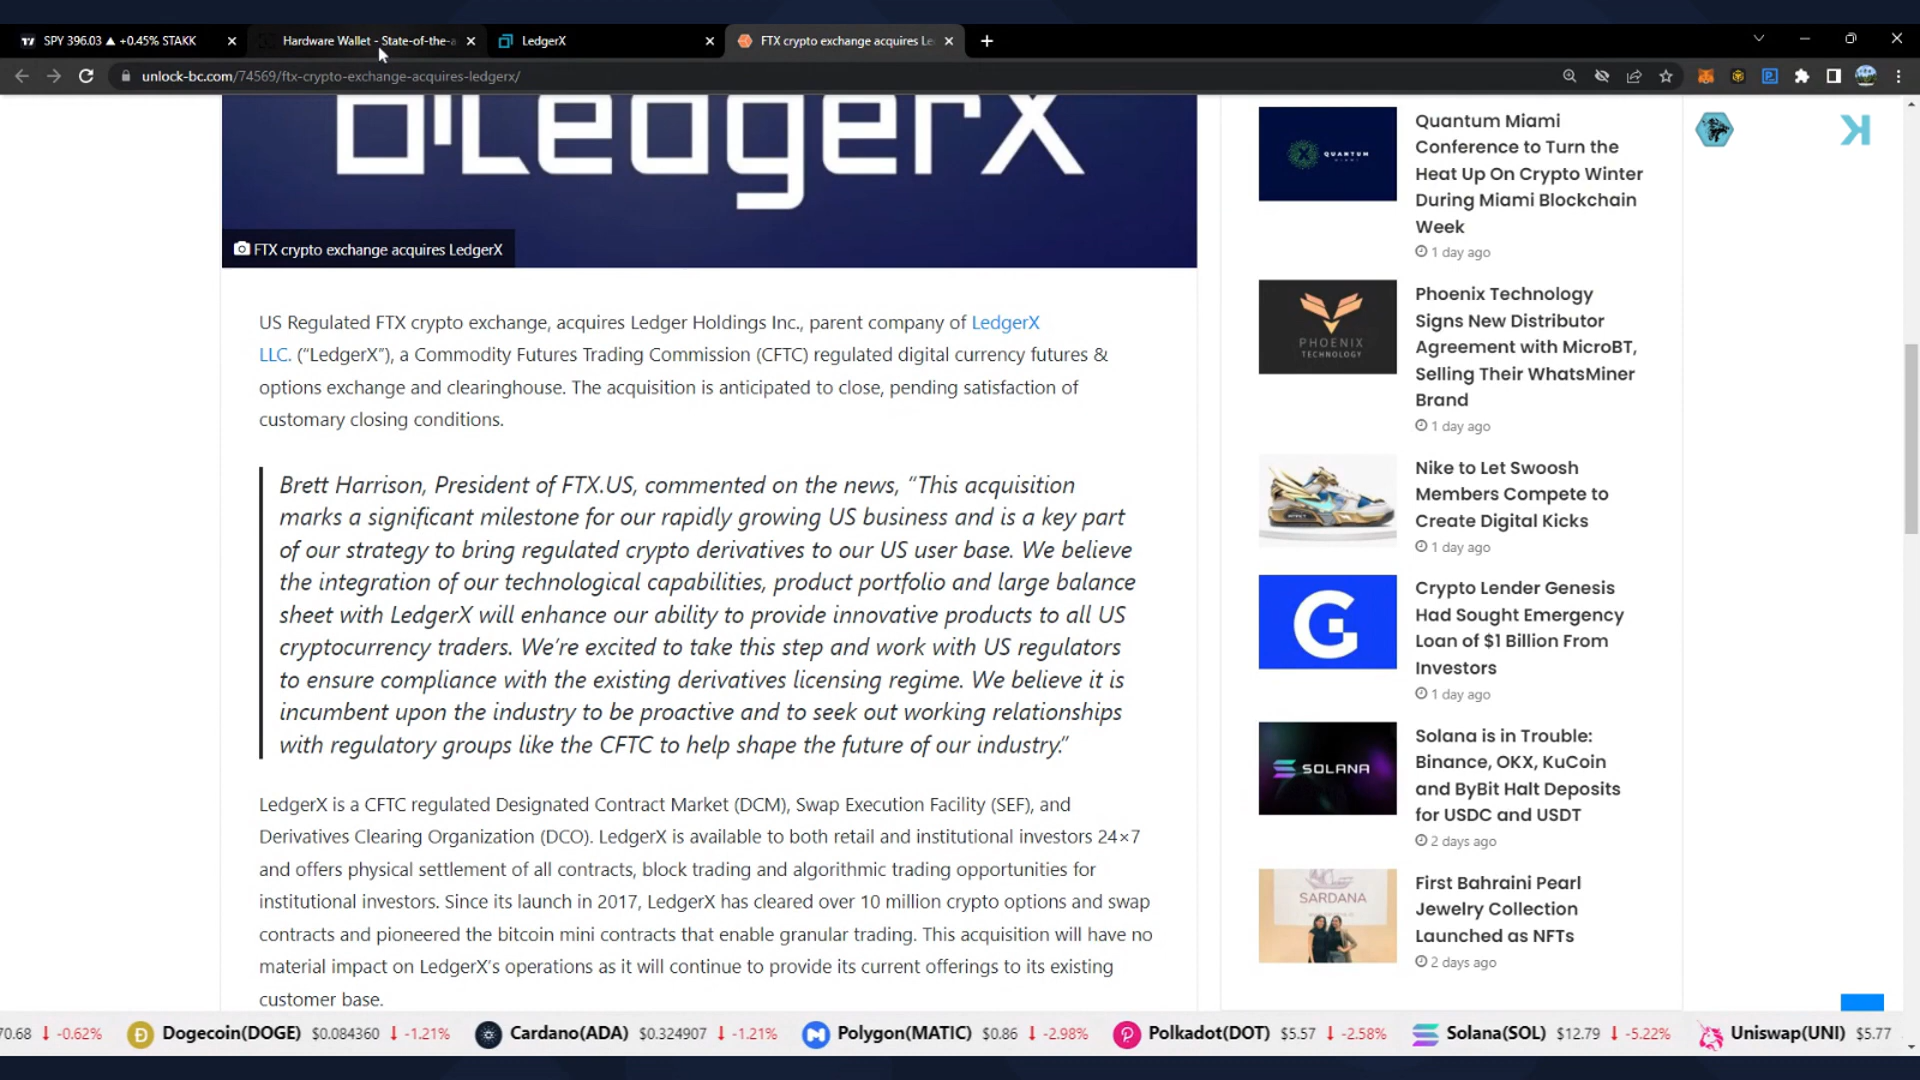 SPY 396.03 ▲ +0.45% STAKK
Hardware Wallet - State-of-the-a
LedgerX
FTX crypto exchange acquires Le
unlock-bc.com/74569/ftx-crypto-exchange-acquires-ledgerx/
LedgerX
FTX crypto exchange acquires LedgerX
US Regulated FTX crypto exchange, acquires Ledger Holdings Inc., parent company of LedgerX
LLC. (“LedgerX”), a Commodity Futures Trading Commission (CFTC) regulated digital currency futures &
options exchange and clearinghouse. The acquisition is anticipated to close, pending satisfaction of
customary closing conditions.
Brett Harrison, President of FTX.US, commented on the news, “This acquisition
marks a significant milestone for our rapidly growing US business and is a key part
of our strategy to bring regulated crypto derivatives to our US user base. We believe
the integration of our technological capabilities, product portfolio and large balance
sheet with LedgerX will enhance our ability to provide innovative products to all US
cryptocurrency traders. We’re excited to take this step and work with US regulators
to ensure compliance with the existing derivatives licensing regime. We believe it is
incumbent upon the industry to be proactive and to seek out working relationships
with regulatory groups like the CFTC to help shape the future of our industry.”
LedgerX is a CFTC regulated Designated Contract Market (DCM), Swap Execution Facility (SEF), and
Derivatives Clearing Organization (DCO). LedgerX is available to both retail and institutional investors 24×7
and offers physical settlement of all contracts, block trading and algorithmic trading opportunities for
institutional investors. Since its launch in 2017, LedgerX has cleared over 10 million crypto options and swap
contracts and pioneered the bitcoin mini contracts that enable granular trading. This acquisition will have no
material impact on LedgerX’s operations as it will continue to provide its current offerings to its existing
customer base.
QUANTUM
MIAMI
Quantum Miami
Conference to Turn the
Heat Up On Crypto Winter
During Miami Blockchain
Week
1 day ago
PHOENIX
TECHNOLOGY
Phoenix Technology
Signs New Distributor
Agreement with MicroBT,
Selling Their WhatsMiner
Brand
1 day ago
Nike to Let Swoosh
Members Compete to
Create Digital Kicks
1 day ago
G
Crypto Lender Genesis
Had Sought Emergency
Loan of $1 Billion From
Investors
1 day ago
SOLANA
Solana is in Trouble:
Binance, OKX, KuCoin
and ByBit Halt Deposits
for USDC and USDT
2 days ago
SARDANA
First Bahraini Pearl
Jewelry Collection
Launched as NFTs
2 days ago
70.68 -0.62% Dogecoin(DOGE) $0.084360 -1.21% Cardano(ADA) $0.324907 -1.21% Polygon(MATIC) $0.86 -2.98% Polkadot(DOT) $5.57 -2.58% Solana(SOL) $12.79 -5.22% Uniswap(UNI) $5.77